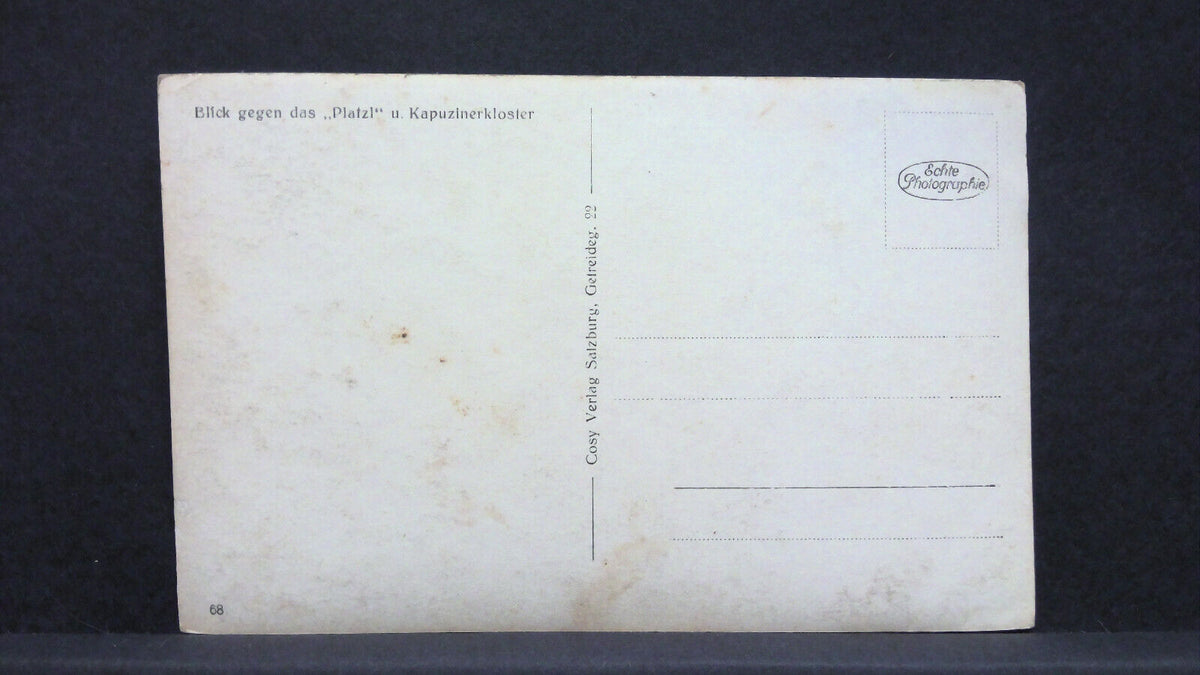 Blick gegen das „Platzl“ u. Kapuzinerkloster
Echte
Photographie
Cosy Verlag Salzburg, Getreideg. 22
68